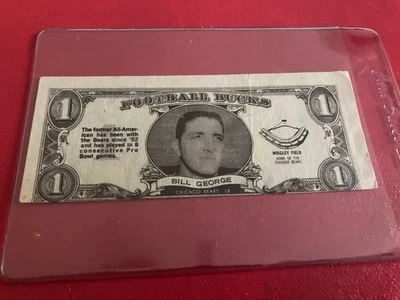 FOOTBALL BUCKS
1
1
The former All-Amer-
ican has been with
the Bears since '52
and has played in 8
consecutive Pro
Bowl games.
WRIGLEY FIELD
HOME OF THE
CHICAGO BEARS
BILL GEORGE
CHICAGO BEARS LB
1
1